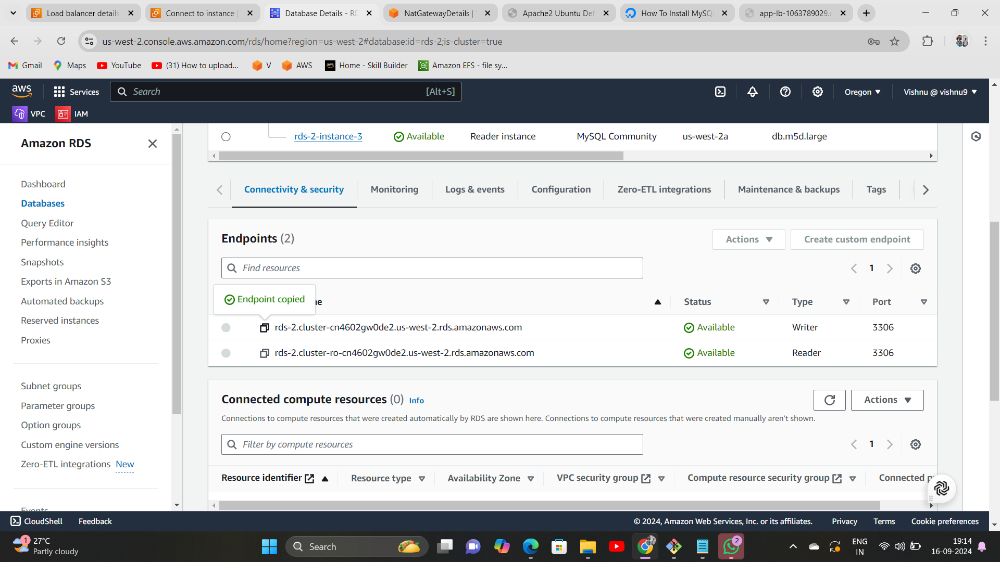 Load balancer details
Connect to instance |
Database Details - RD
NatGatewayDetails |
Apache2 Ubuntu Def
How To Install MySQ
app-lb-1063789029.u
us-west-2.console.aws.amazon.com/rds/home?region=us-west-2#database:id=rds-2;is-cluster=true
Gmail
Maps
YouTube
(31) How to upload...
V
AWS
Home - Skill Builder
Amazon EFS - file sy...
aws
Services
Search
[Alt+S]
Oregon
Vishnu @ vishnu9
VPC
IAM
Amazon RDS
Dashboard
Databases
Query Editor
Performance insights
Snapshots
Exports in Amazon S3
Automated backups
Reserved instances
Proxies
Subnet groups
Parameter groups
Option groups
Custom engine versions
Zero-ETL integrations New
Events
rds-2-instance-3 Available Reader instance MySQL Community us-west-2a db.m5d.large
Connectivity & security
Monitoring
Logs & events
Configuration
Zero-ETL integrations
Maintenance & backups
Tags
Endpoints (2)
Actions
Create custom endpoint
Find resources
1
Endpoint copied
ne Status Type Port
rds-2.cluster-cn4602gw0de2.us-west-2.rds.amazonaws.com Available Writer 3306
rds-2.cluster-ro-cn4602gw0de2.us-west-2.rds.amazonaws.com Available Reader 3306
Connected compute resources (0) Info
Actions
Connections to compute resources that were created automatically by RDS are shown here. Connections to compute resources that were created manually aren't shown.
Filter by compute resources
1
Resource identifier Resource type Availability Zone VPC security group Compute resource security group Connected p
CloudShell
Feedback
© 2024, Amazon Web Services, Inc. or its affiliates.
Privacy
Terms
Cookie preferences
1
27°C
Partly cloudy
Search
2
ENG
IN
19:14
16-09-2024